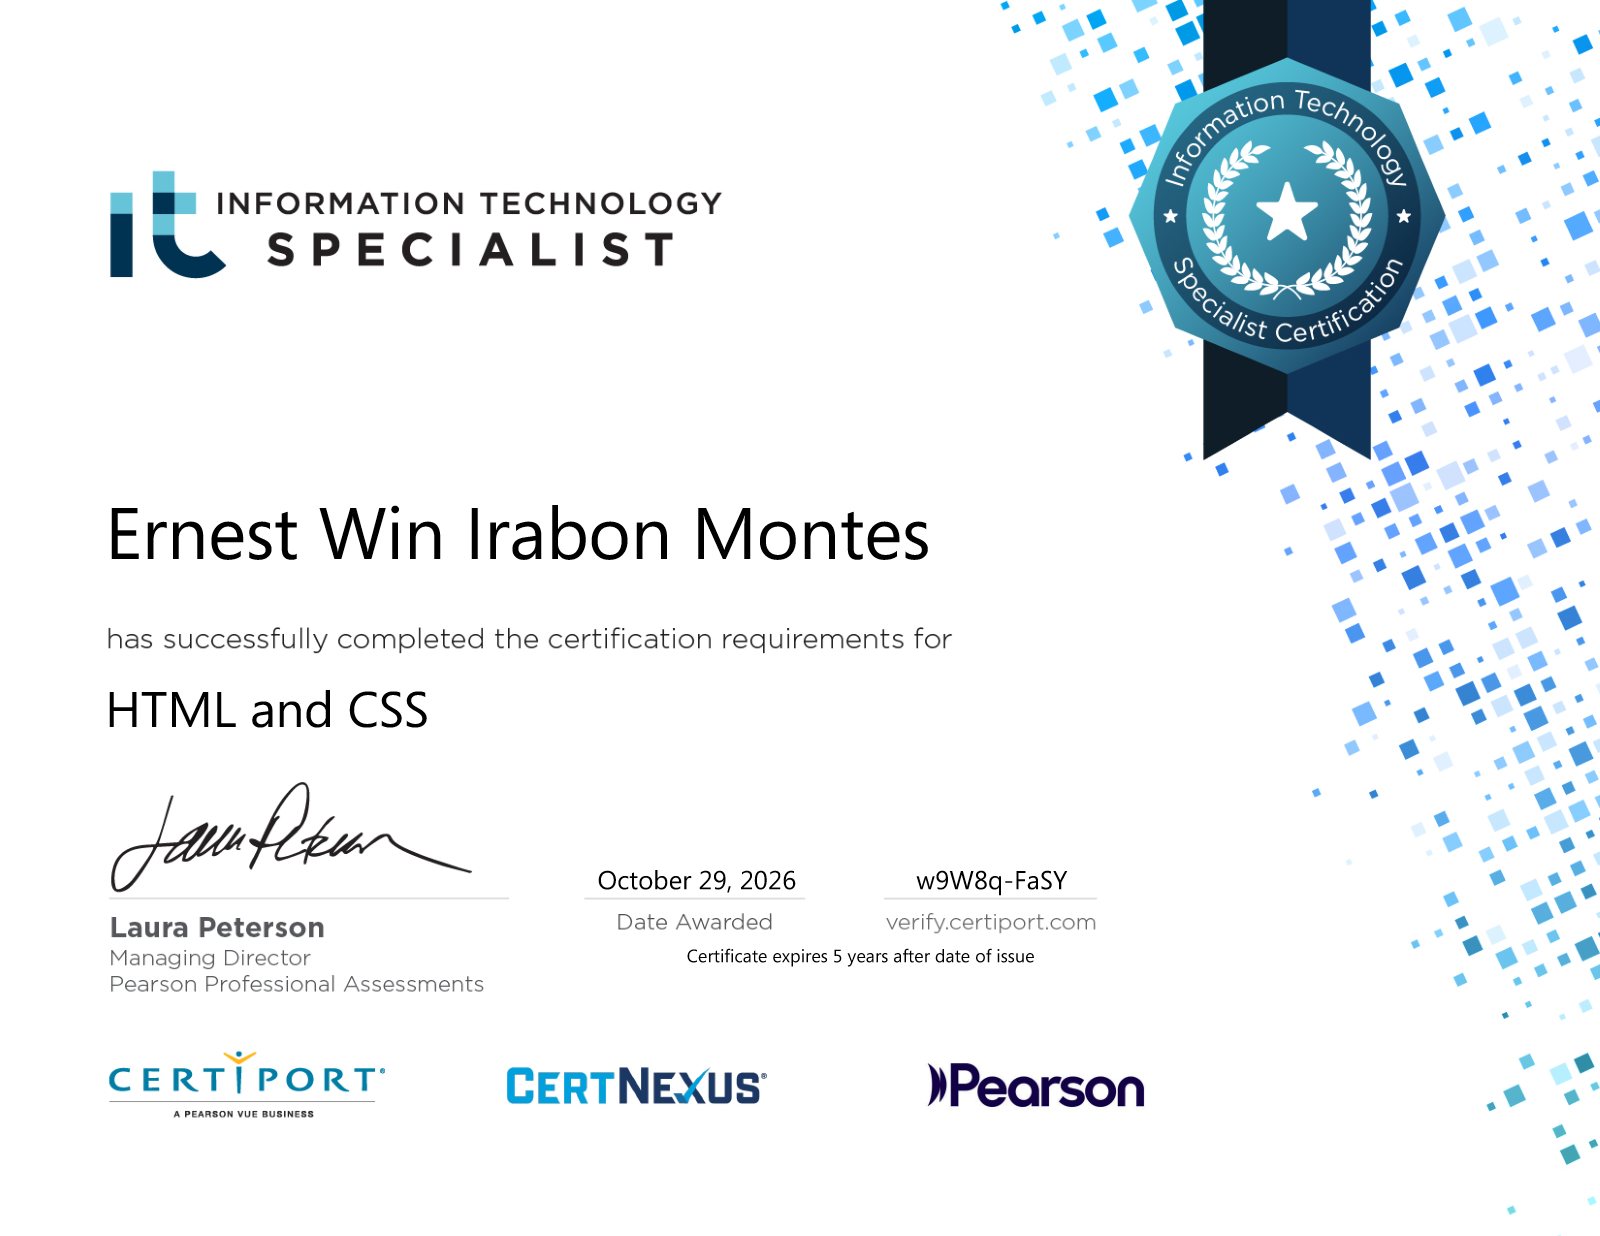 Information Technology
Specialist Certification
it INFORMATION TECHNOLOGY
SPECIALIST
Ernest Win Irabon Montes
has successfully completed the certification requirements for
HTML and CSS
Laura Peterson
Managing Director
Pearson Professional Assessments
October 29, 2026
Date Awarded
w9W8q-FaSY
verify.certiport.com
Certificate expires 5 years after date of issue
CERTIPORT®
A PEARSON VUE BUSINESS
CERTNEXUS®
Pearson